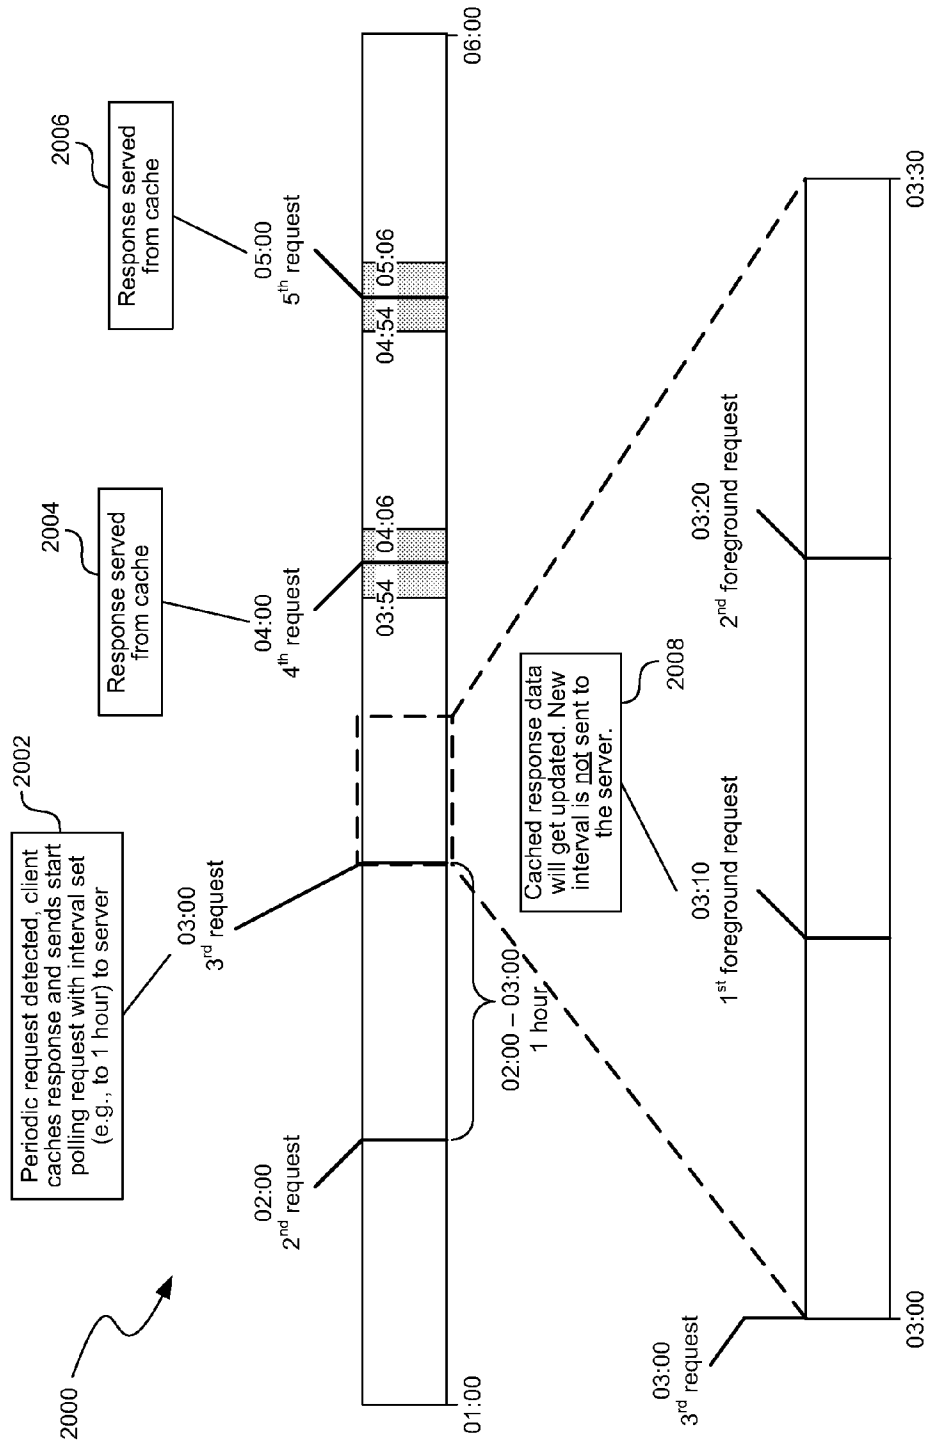 2000
2002
Periodic request detected, client
caches response and sends start
polling request with interval set
(e.g., to 1 hour) to server
2004
Response served
from cache
2006
Response served
from cache
02:00
2nd request
03:00
3rd request
04:00
4th request
05:00
5th request
03:54
04:06
04:54
05:06
01:00
06:00
02:00 – 03:00
1 hour
Cached response data
will get updated. New
interval is not sent to
the server.
2008
03:00
3rd request
03:10
1st foreground request
03:20
2nd foreground request
03:00
03:30